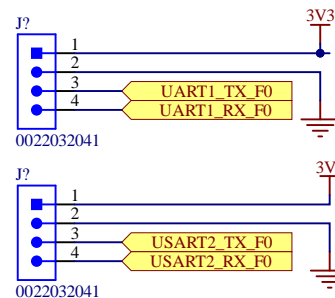 J?
3V3
1
2
3 UART1_TX_F0
4 UART1_RX_F0
0022032041
J?
3V
1
2
3 USART2_TX_F0
4 USART2_RX_F0
0022032041